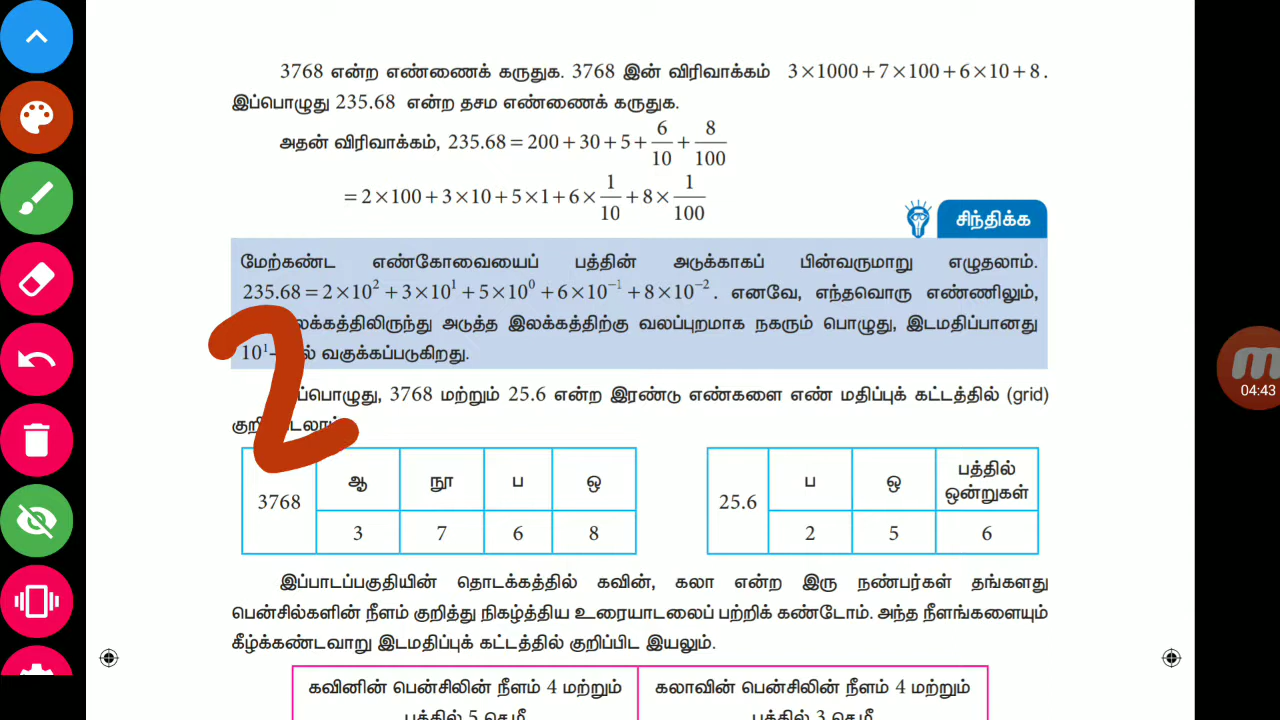 3768 என்ற எண்ணைக் கருதுக. 3768 இன் விரிவாக்கம் 3×1000+7×100+6×10+8.
இப்பொழுது 235.68 என்ற தசம எண்ணைக் கருதுக.
அதன் விரிவாக்கம், 235.68 = 200+30+5+6/10+8/100
=2×100+3×10+5×1+6×1/10+8×1/100
சிந்திக்க
மேற்கண்ட எண்கோவையைப் பத்தின் அடுக்காகப் பின்வருமாறு எழுதலாம்.
235.68 = 2×10² + 3×10¹ + 5×10⁰ + 6×10⁻¹ + 8×10⁻². எனவே, எந்தவொரு எண்ணிலும்,
அடுத்த இலக்கத்திற்கு வலப்புறமாக நகரும் பொழுது, இடமதிப்பானது
10¹ வகுக்கப்படுகிறது.
2
3768 மற்றும் 25.6 என்ற இரண்டு எண்களை எண் மதிப்புக் கட்டத்தில் (grid)
3768 ஆ நூ ப ஒ
3 7 6 8
25.6 ப ஒ பத்தில் ஒன்றுகள்
2 5 6
இப்பாடப்பகுதியின் தொடக்கத்தில் கவின், கலா என்ற இரு நண்பர்கள் தங்களது
பென்சில்களின் நீளம் குறித்து நிகழ்த்திய உரையாடலைப் பற்றிக் கண்டோம். அந்த நீளங்களையும்
கீழ்க்கண்டவாறு இடமதிப்புக் கட்டத்தில் குறிப்பிட இயலும்.
கவினின் பென்சிலின் நீளம் 4 மற்றும்
கலாவின் பென்சிலின் நீளம் 4 மற்றும்
04:43